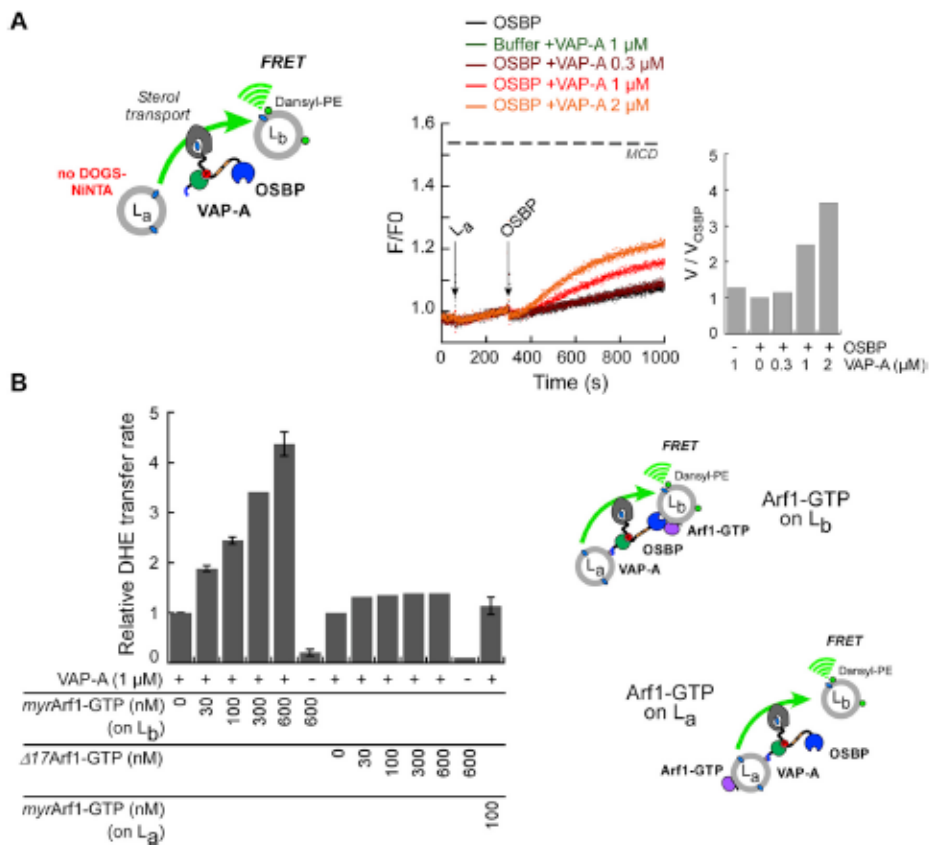 A
FRET
Sterol
transport
Dansyl-PE
Lb
no DOGS-
NiNTA
OSBP
VAP-A
La
OSBP
Buffer +VAP-A 1 µM
OSBP +VAP-A 0.3 µM
OSBP +VAP-A 1 µM
OSBP +VAP-A 2 µM
1.6
1.4
1.2
1.0
F/F0
MCD
La
OSBP
0 200 400 600 800 1000
Time (s)
5
4
3
2
1
0
V / VOSBP
- + + + + OSBP
1 0 0.3 1 2 VAP-A (µM)
B
5
4
3
2
1
0
Relative DHE transfer rate
VAP-A (1 µM) + + + + + - + + + + + - +
myrArf1-GTP (nM) 0 30 100 300 600 600
(on Lb)
Δ17Arf1-GTP (nM) 0 30 100 300 600 600
myrArf1-GTP (nM) 100
(on La)
FRET
Dansyl-PE
Lb
Arf1-GTP
on Lb
Arf1-GTP
OSBP
VAP-A
La
FRET
Dansyl-PE
Lb
Arf1-GTP
on La
OSBP
Arf1-GTP
La
VAP-A